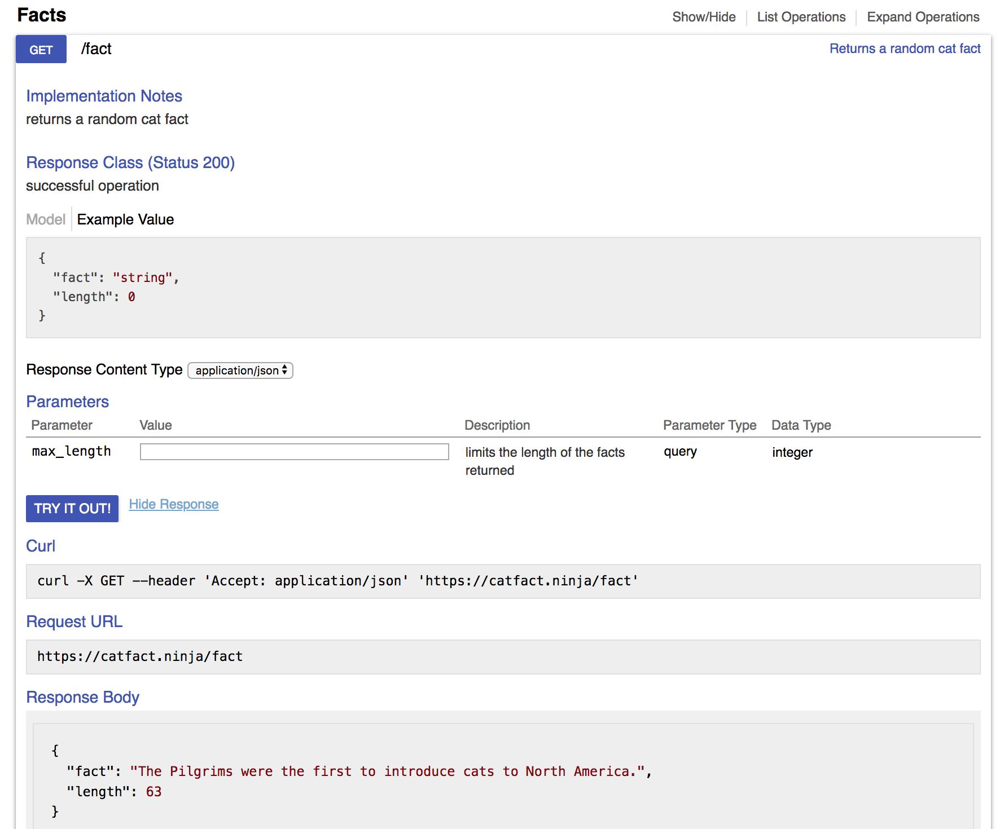 Facts
Show/Hide
List Operations
Expand Operations
GET
/fact
Returns a random cat fact
Implementation Notes
returns a random cat fact
Response Class (Status 200)
successful operation
Model
Example Value
{
"fact": "string",
"length": 0
}
Response Content Type
application/json
Parameters
Parameter
Value
Description
Parameter Type
Data Type
max_length
limits the length of the facts
returned
query
integer
TRY IT OUT!
Hide Response
Curl
curl -X GET --header 'Accept: application/json' 'https://catfact.ninja/fact'
Request URL
https://catfact.ninja/fact
Response Body
{
"fact": "The Pilgrims were the first to introduce cats to North America.",
"length": 63
}